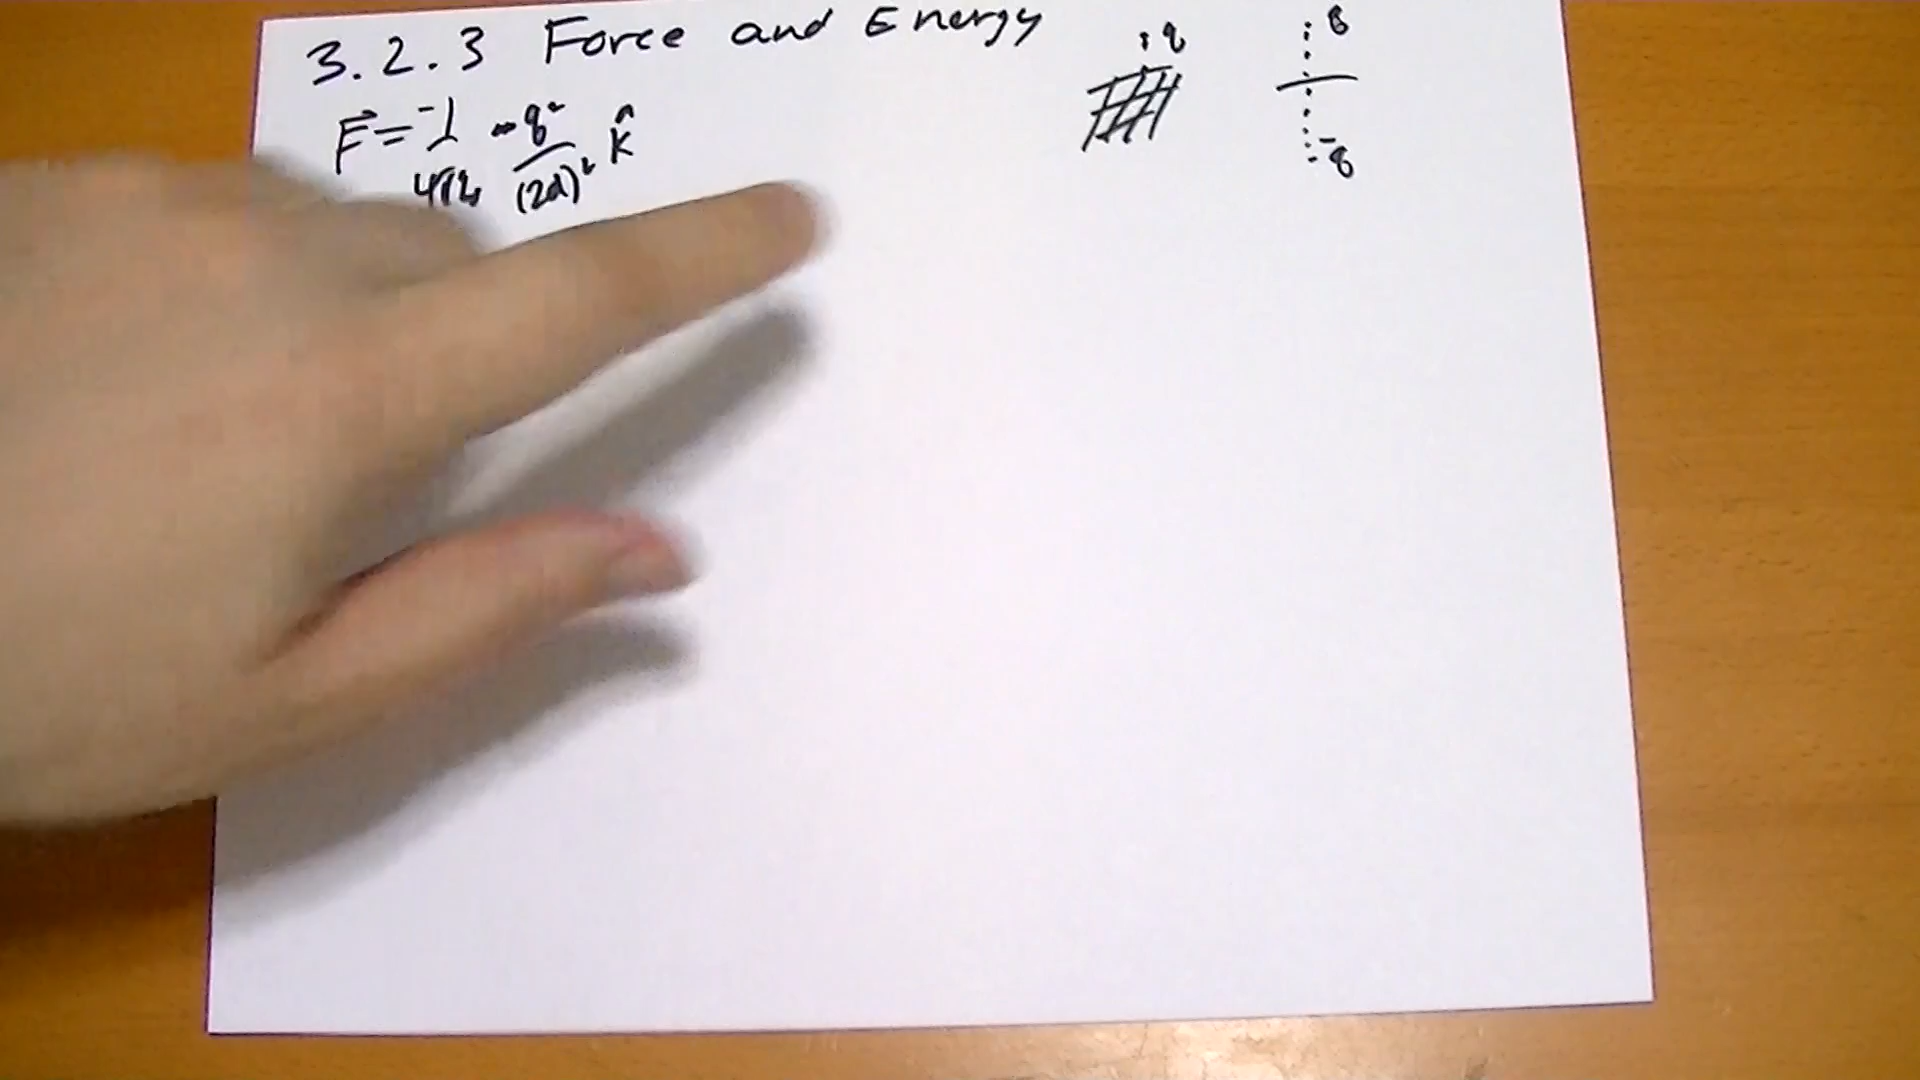 3.2.3 Force and Energy
q q
F⃗ = -1/4πε₀ q²/(2d)² k̂
-q